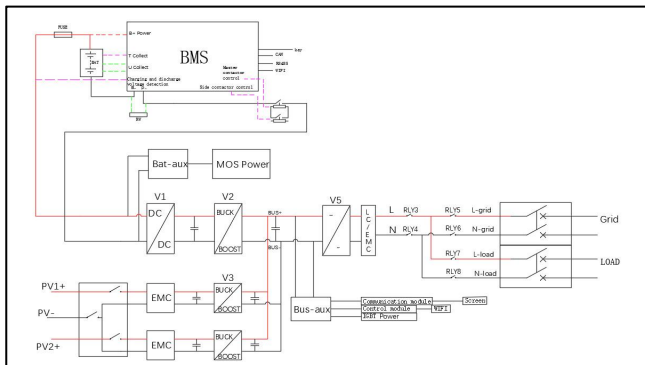 FUSE
B+ Power
BMS
BAT
T Collect
U Collect
Charging and discharge
voltage detection
Master
contactor
control
Side contactor control
key
CAN
RS485
WIFI
Bat-aux
MOS Power
V1
V2
V5
DC
DC
BUCK
BOOST
BUS+
BUS-
-
-
LC/EMC
L
N
RLY3
RLY4
RLY5
RLY6
RLY7
RLY8
L-grid
N-grid
L-load
N-load
Grid
LOAD
V3
PV1+
PV-
PV2+
EMC
EMC
BUCK
BOOST
BUCK
BOOST
Bus-aux
Communication module
Control module
IGBT Power
Screen
WIFI